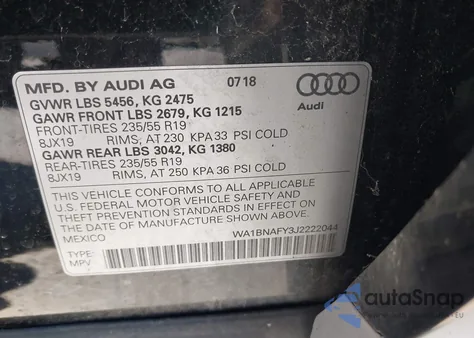 MFD. BY AUDI AG 07 18
GVWR LBS 5456, KG 2475
GAWR FRONT LBS 2679, KG 1215
FRONT-TIRES 235/55 R19
8JX19 RIMS, AT 230 KPA 33 PSI COLD
GAWR REAR LBS 3042, KG 1380
REAR-TIRES 235/55 R19
8JX19 RIMS, AT 250 KPA 36 PSI COLD
Audi
THIS VEHICLE CONFORMS TO ALL APPLICABLE
U.S. FEDERAL MOTOR VEHICLE SAFETY AND
THEFT PREVENTION STANDARDS IN EFFECT ON
THE DATE OF MANUFACTURE SHOWN ABOVE.
MEXICO WA1BNAFY3J2222044
TYPE:
MPV
autoSnap